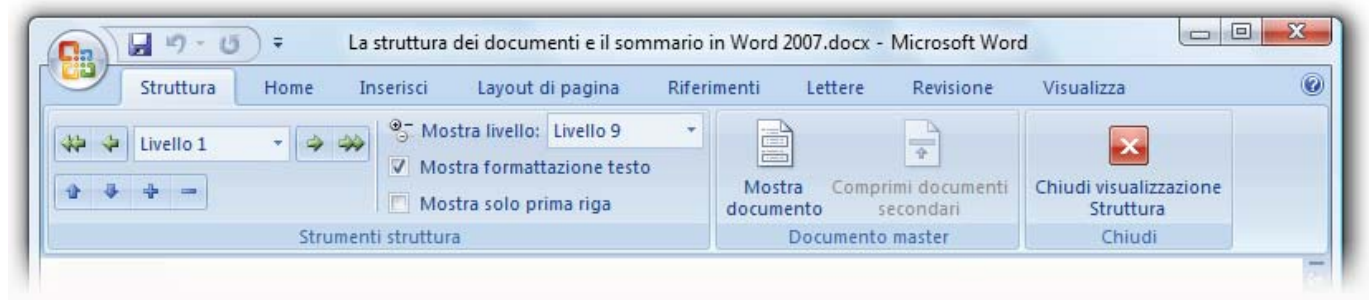 La struttura dei documenti e il sommario in Word 2007.docx - Microsoft Word
Struttura Home Inserisci Layout di pagina Riferimenti Lettere Revisione Visualizza
Livello 1
Mostra livello: Livello 9
Mostra formattazione testo
Mostra solo prima riga
Strumenti struttura
Mostra
documento
Comprimi documenti
secondari
Documento master
Chiudi visualizzazione
Struttura
Chiudi